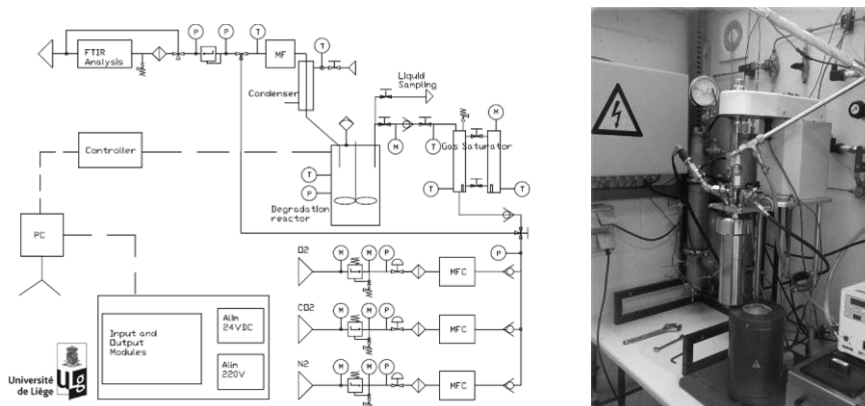 P
P
T
FTIR
Analysis
MF
T
Condenser
Liquid
Sampling
M
Controller
M
T
Gas Saturator
T
P
T
T
Degradation
reactor
PC
P
O2
M
M
P
MFC
Input and
Output
Modules
Alim
24VDC
CO2
M
M
P
MFC
Alim
220V
N2
M
M
P
MFC
Université
de Liège
ULg